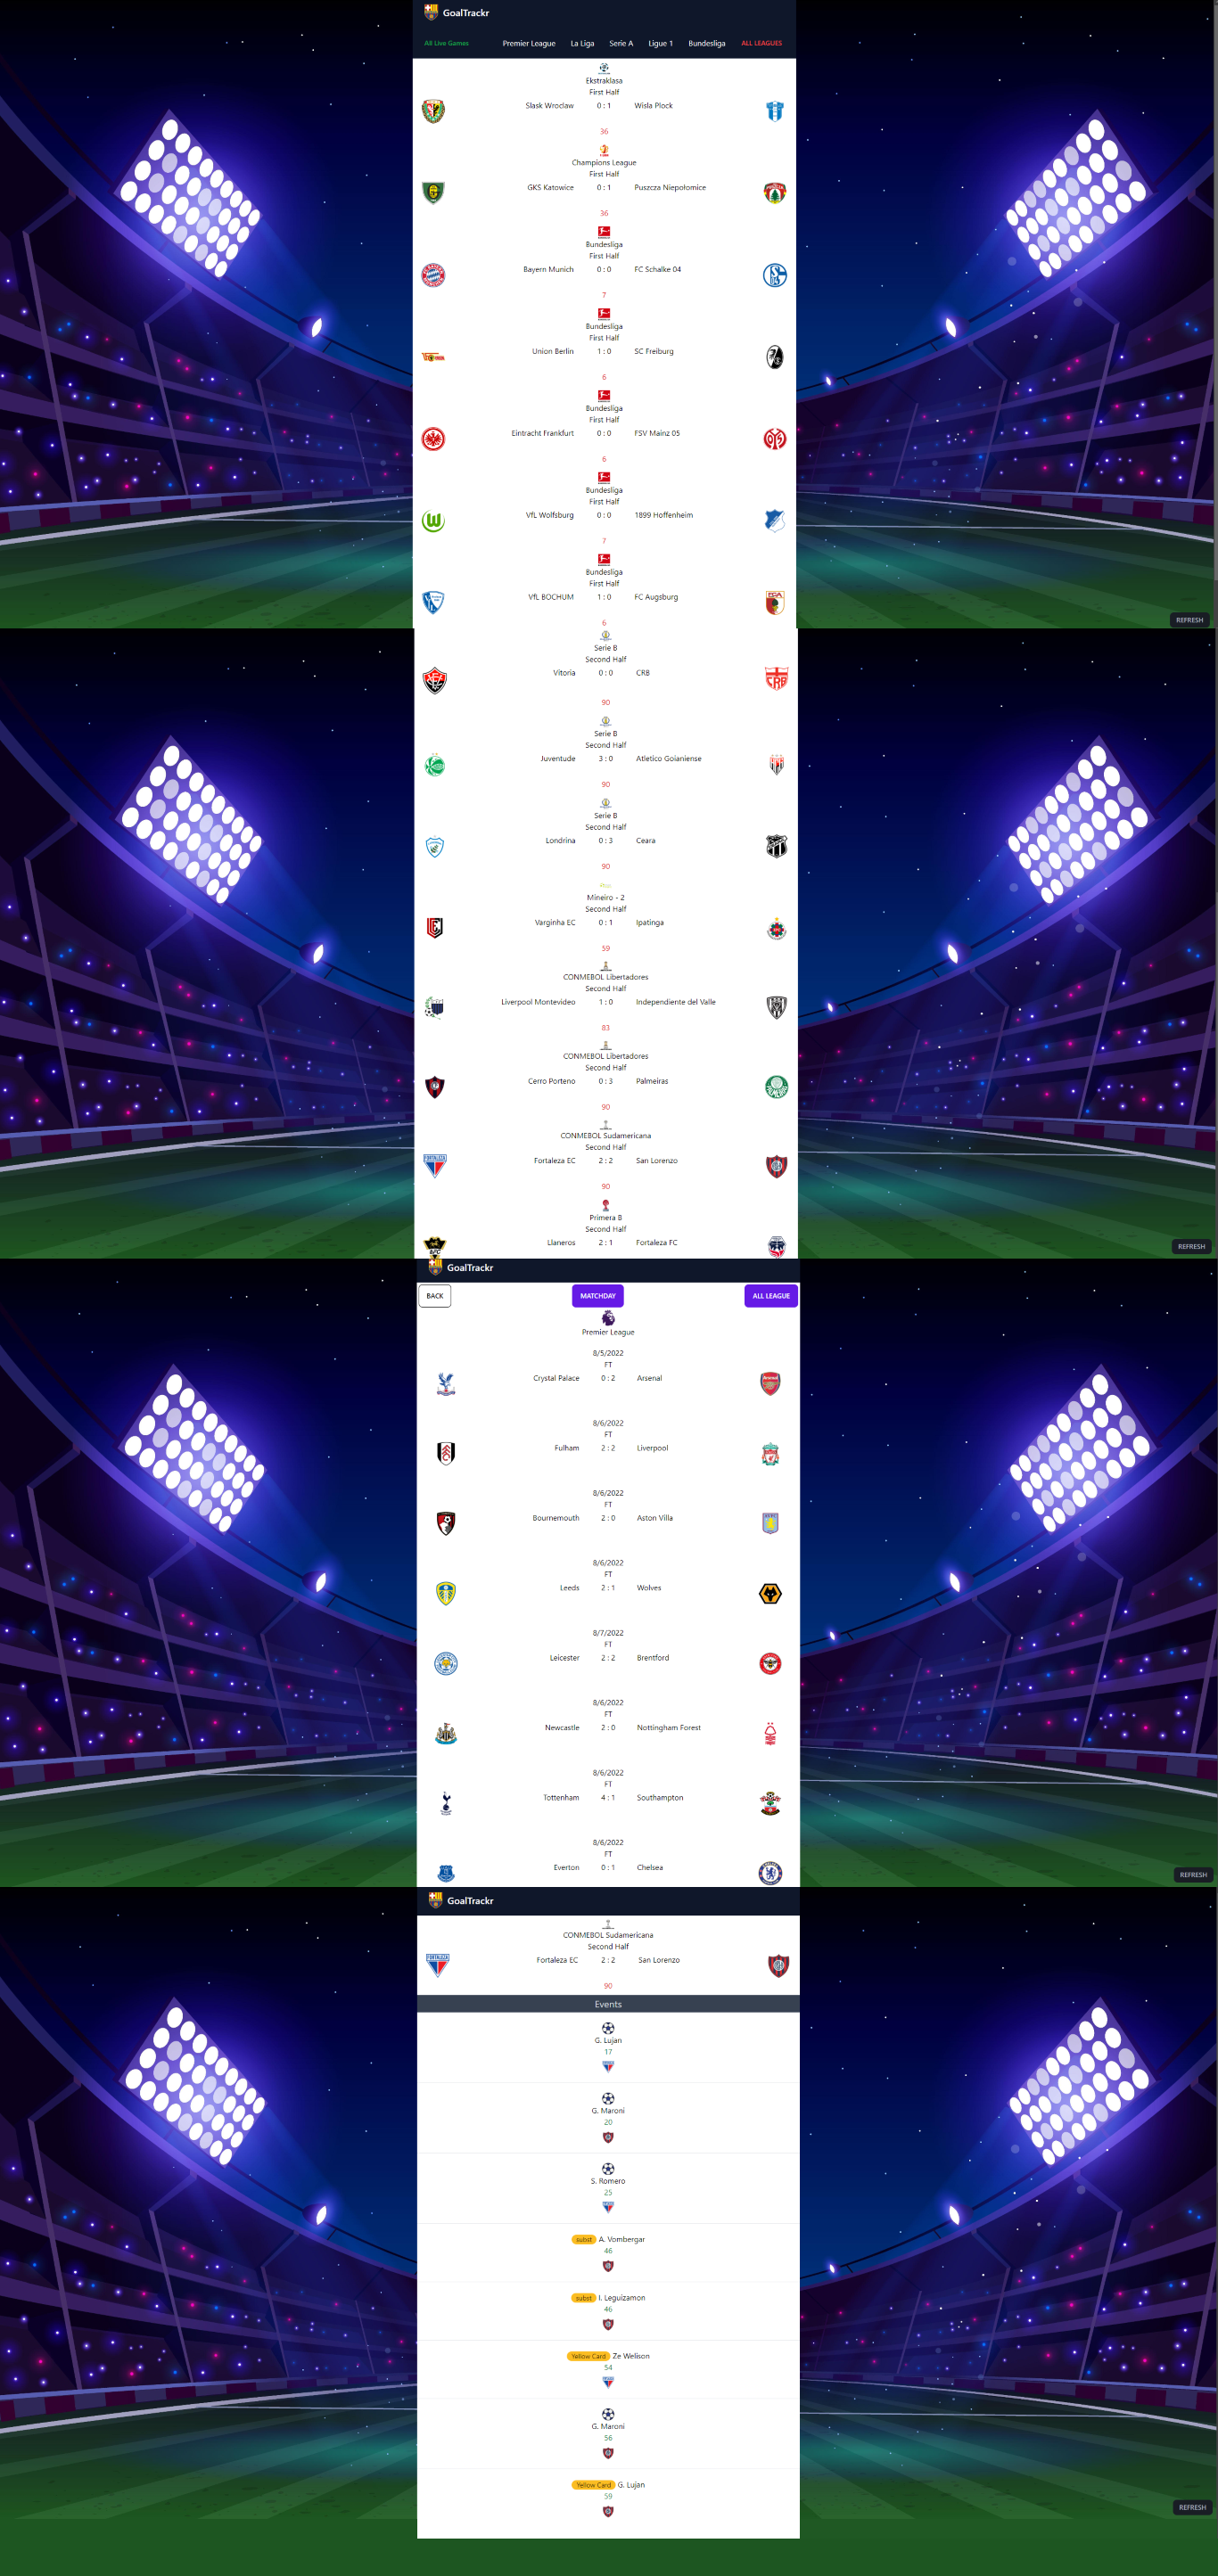 GoalTrackr
All Live Games Premier League La Liga Serie A Ligue 1 Bundesliga ALL LEAGUES
Ekstraklasa
First Half
Slask Wroclaw 0 : 1 Wisla Plock
36
Champions League
First Half
GKS Katowice 0 : 1 Puszcza Niepołomice
36
Bundesliga
First Half
Bayern Munich 0 : 0 FC Schalke 04
7
Bundesliga
First Half
Union Berlin 1 : 0 SC Freiburg
6
Bundesliga
First Half
Eintracht Frankfurt 0 : 0 FSV Mainz 05
6
Bundesliga
First Half
VfL Wolfsburg 0 : 0 1899 Hoffenheim
7
Bundesliga
First Half
VfL BOCHUM 1 : 0 FC Augsburg
6
REFRESH
Serie B
Second Half
Vitoria 0 : 0 CRB
90
Serie B
Second Half
Juventude 3 : 0 Atletico Goianiense
90
Serie B
Second Half
Londrina 0 : 3 Ceara
90
Mineiro - 2
Second Half
Varginha EC 0 : 1 Ipatinga
59
CONMEBOL Libertadores
Second Half
Liverpool Montevideo 1 : 0 Independiente del Valle
83
CONMEBOL Libertadores
Second Half
Cerro Porteno 0 : 3 Palmeiras
90
CONMEBOL Sudamericana
Second Half
Fortaleza EC 2 : 2 San Lorenzo
90
Primera B
Second Half
Llaneros 2 : 1 Fortaleza FC
REFRESH
GoalTrackr
BACK MATCHDAY ALL LEAGUE
Premier League
8/5/2022
FT
Crystal Palace 0 : 2 Arsenal
8/6/2022
FT
Fulham 2 : 2 Liverpool
8/6/2022
FT
Bournemouth 2 : 0 Aston Villa
8/6/2022
FT
Leeds 2 : 1 Wolves
8/7/2022
FT
Leicester 2 : 2 Brentford
8/6/2022
FT
Newcastle 2 : 0 Nottingham Forest
8/6/2022
FT
Tottenham 4 : 1 Southampton
8/6/2022
FT
Everton 0 : 1 Chelsea
REFRESH
GoalTrackr
CONMEBOL Sudamericana
Second Half
Fortaleza EC 2 : 2 San Lorenzo
90
Events
G. Lujan
17
G. Maroni
20
S. Romero
25
subst A. Vombergar
46
subst I. Leguizamon
46
Yellow Card Ze Welison
54
G. Maroni
56
Yellow Card G. Lujan
59
REFRESH